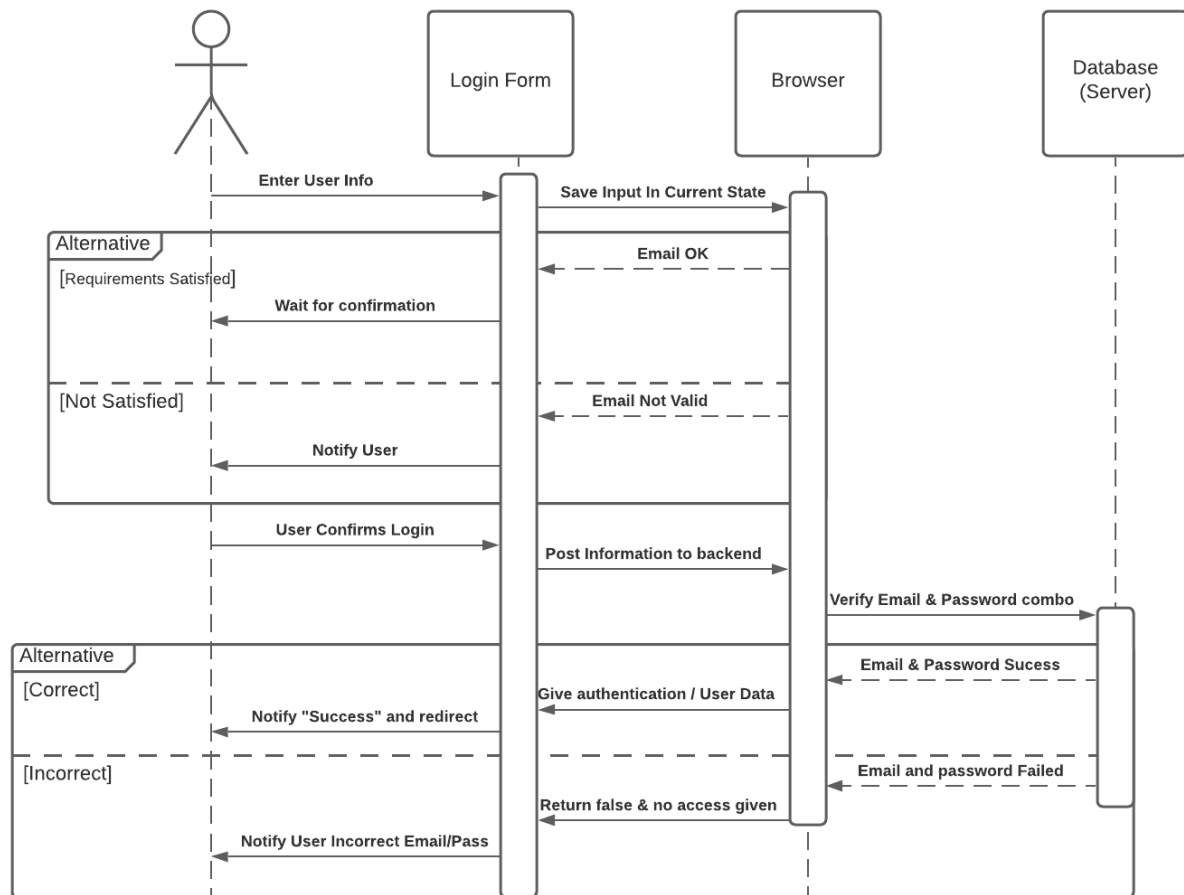 Login Form
Browser
Database
(Server)
Enter User Info
Save Input In Current State
Alternative
Email OK
[Requirements Satisfied]
Wait for confirmation
[Not Satisfied]
Email Not Valid
Notify User
User Confirms Login
Post Information to backend
Verify Email & Password combo
Alternative
Email & Password Sucess
[Correct]
Give authentication / User Data
Notify "Success" and redirect
[Incorrect]
Email and password Failed
Return false & no access given
Notify User Incorrect Email/Pass